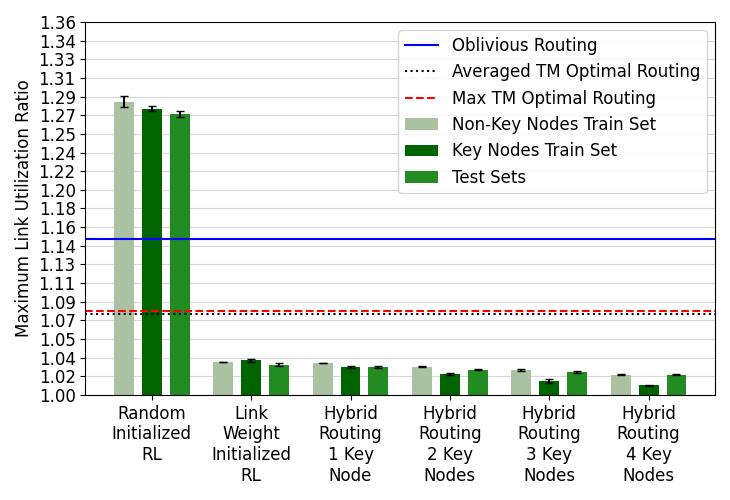 Maximum Link Utilization Ratio
1.36
1.34
1.33
1.31
1.29
1.27
1.25
1.24
1.22
1.20
1.18
1.16
1.14
1.13
1.11
1.09
1.07
1.05
1.04
1.02
1.00
Oblivious Routing
Averaged TM Optimal Routing
Max TM Optimal Routing
Non-Key Nodes Train Set
Key Nodes Train Set
Test Sets
Random
Initialized
RL
Link
Weight
Initialized
RL
Hybrid
Routing
1 Key
Node
Hybrid
Routing
2 Key
Nodes
Hybrid
Routing
3 Key
Nodes
Hybrid
Routing
4 Key
Nodes